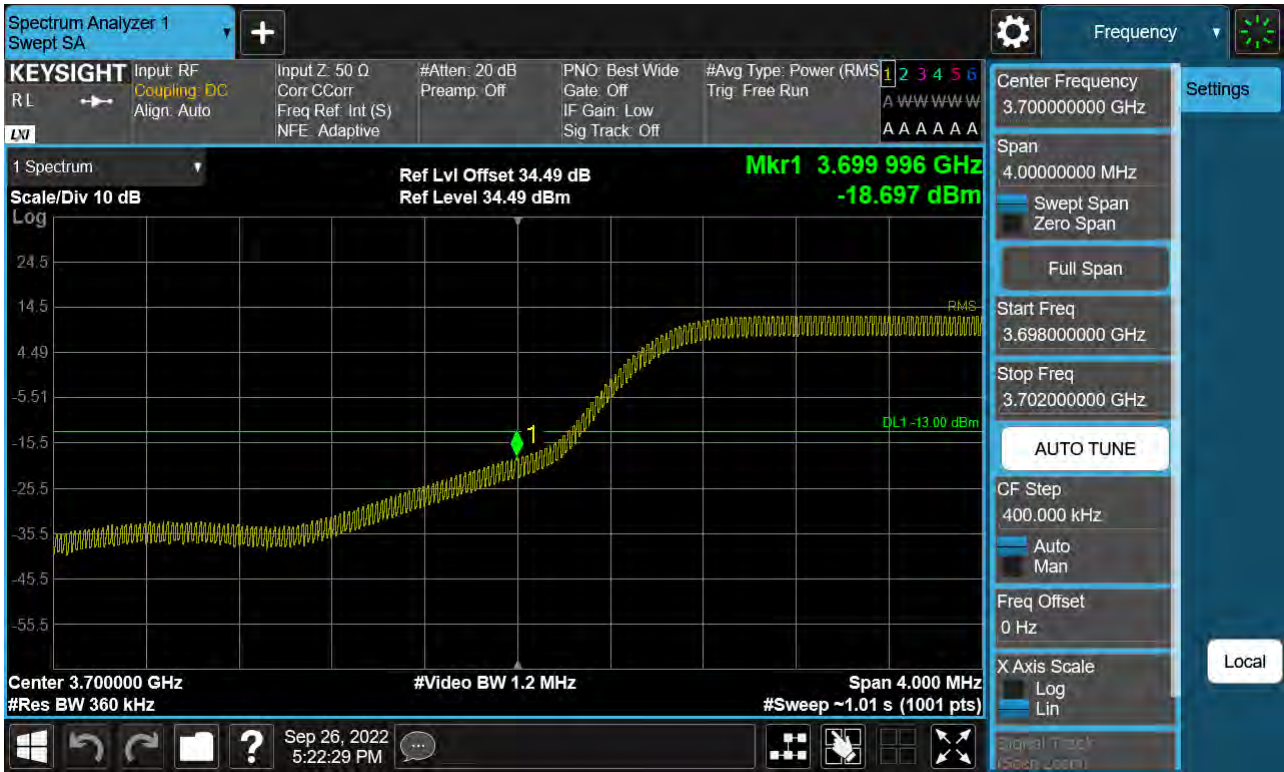 Spectrum Analyzer 1
Swept SA
+
Frequency
KEYSIGHT
RL
LXI
Input: RF
Coupling: DC
Align: Auto
Input Z: 50 Ω
Corr CCorr
Freq Ref: Int (S)
NFE: Adaptive
#Atten: 20 dB
Preamp: Off
PNO: Best Wide
Gate: Off
IF Gain: Low
Sig Track: Off
#Avg Type: Power (RMS
Trig: Free Run
1 2 3 4 5 6
A W W W W W
A A A A A A
1 Spectrum
Scale/Div 10 dB
Ref Lvl Offset 34.49 dB
Ref Level 34.49 dBm
Mkr1 3.699 996 GHz
-18.697 dBm
Log
24.5
14.5
4.49
-5.51
-15.5
-25.5
-35.5
-45.5
-55.5
RMS
DL1 -13.00 dBm
1
Center 3.700000 GHz
#Res BW 360 kHz
#Video BW 1.2 MHz
Span 4.000 MHz
#Sweep ~1.01 s (1001 pts)
Center Frequency
3.700000000 GHz
Span
4.00000000 MHz
Swept Span
Zero Span
Full Span
Start Freq
3.698000000 GHz
Stop Freq
3.702000000 GHz
AUTO TUNE
CF Step
400.000 kHz
Auto
Man
Freq Offset
0 Hz
X Axis Scale
Log
Lin
Signal Track
(Span Zoom)
Settings
Local
?
Sep 26, 2022
5:22:29 PM